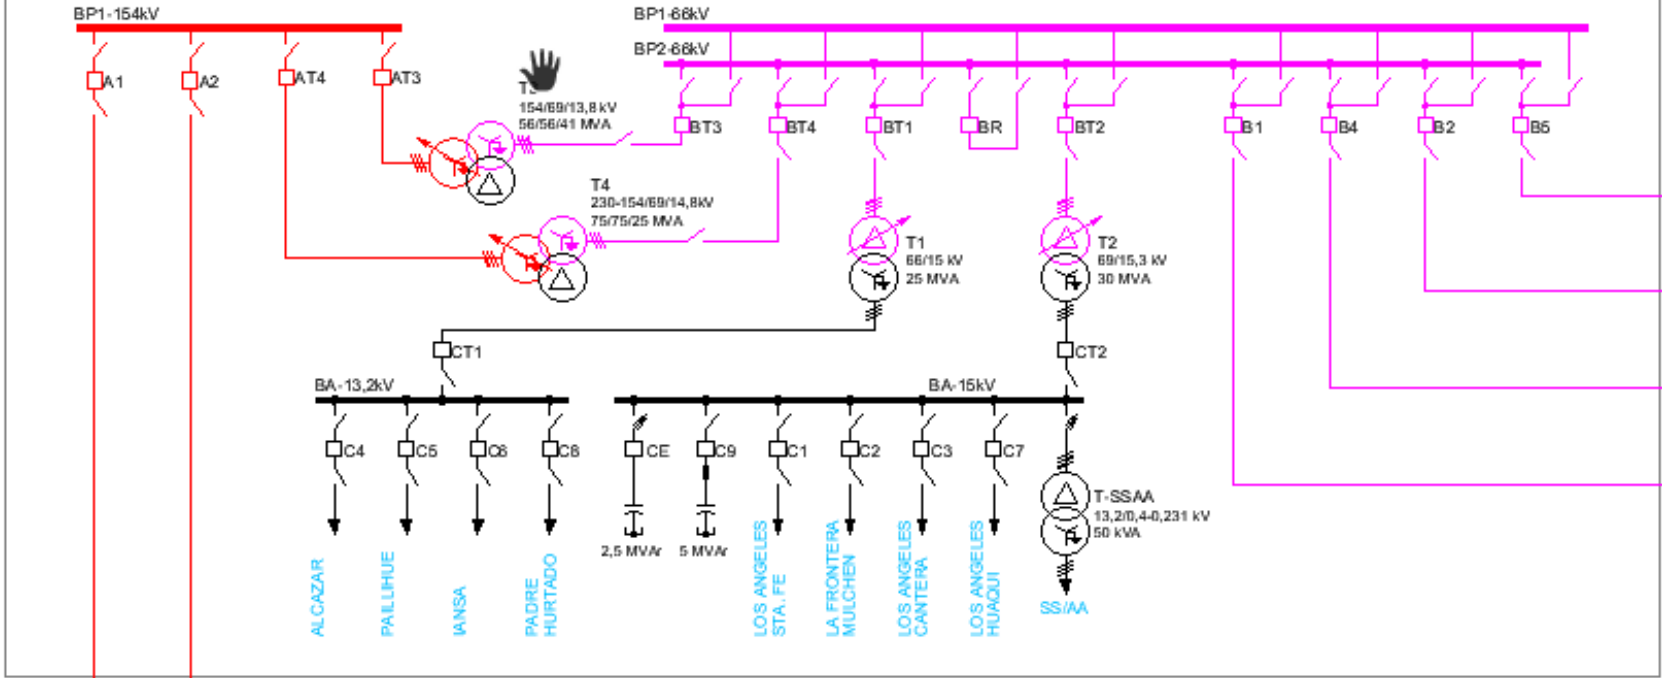 BP1-154kV
BP1-66kV
BP2-66kV
A1
A2
AT4
AT3
154/69/13,8 kV
56/56/41 MVA
BT3
BT4
BT1
BR
BT2
B1
B4
B2
B5
T4
230-154/69/14,8kV
75/75/25 MVA
T1
66/15 kV
25 MVA
T2
69/15,3 kV
30 MVA
CT1
CT2
BA-13,2kV
BA-15kV
C4
C5
C6
C8
CE
C9
C1
C2
C3
C7
T-SSAA
13,2/0,4-0,231 kV
50 kVA
2,5 MVAr
5 MVAr
ALCAZAR
PAILLIHUE
IANSA
PADRE
HURTADO
LOS ANGELES
STA. FE
LA FRONTERA
MULCHEN
LOS ANGELES
CANTERA
LOS ANGELES
HUAQUI
SS/AA